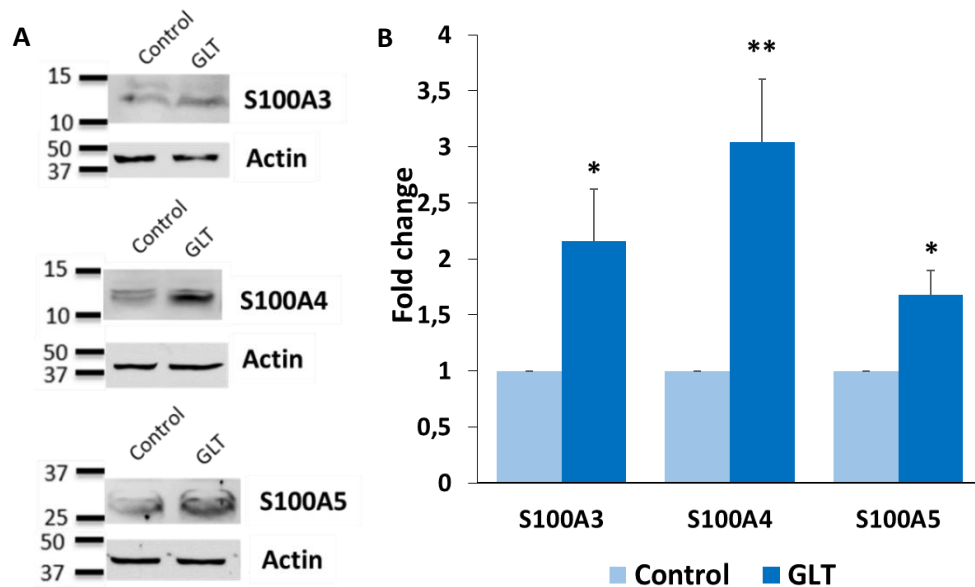 A
Control GLT
15
S100A3
10
50
Actin
37
Control GLT
15
S100A4
10
50
Actin
37
Control GLT
37
S100A5
25
50
Actin
37
B
Fold change
4
3,5
3
2,5
2
1,5
1
0,5
0
*
**
*
S100A3 S100A4 S100A5
Control GLT